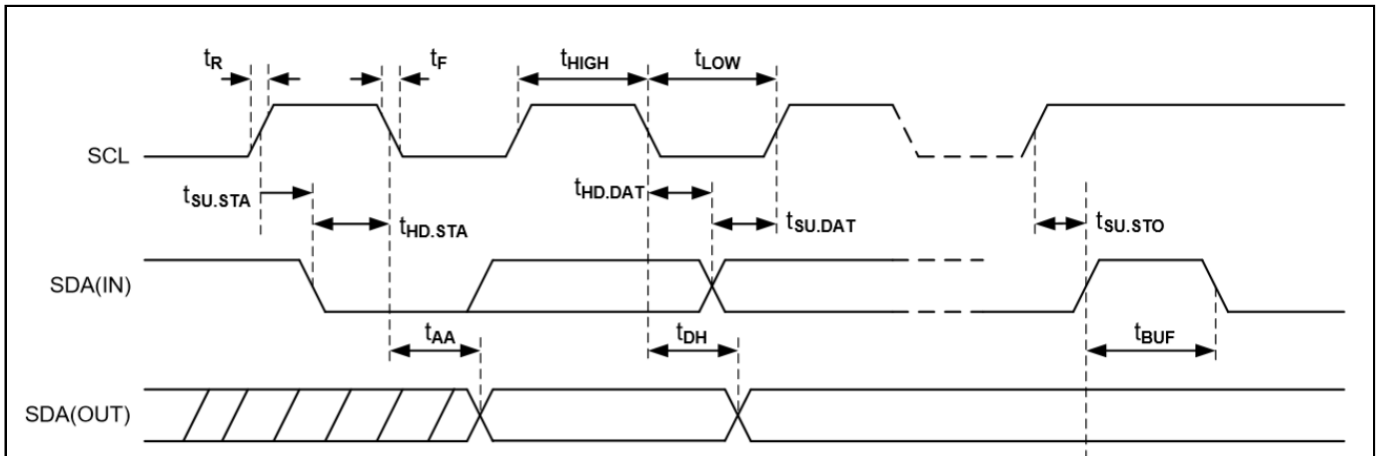 tR tF tHIGH tLOW
SCL
tSU.STA tHD.DAT
tHD.STA tSU.DAT tSU.STO
SDA(IN)
tAA tDH tBUF
SDA(OUT)